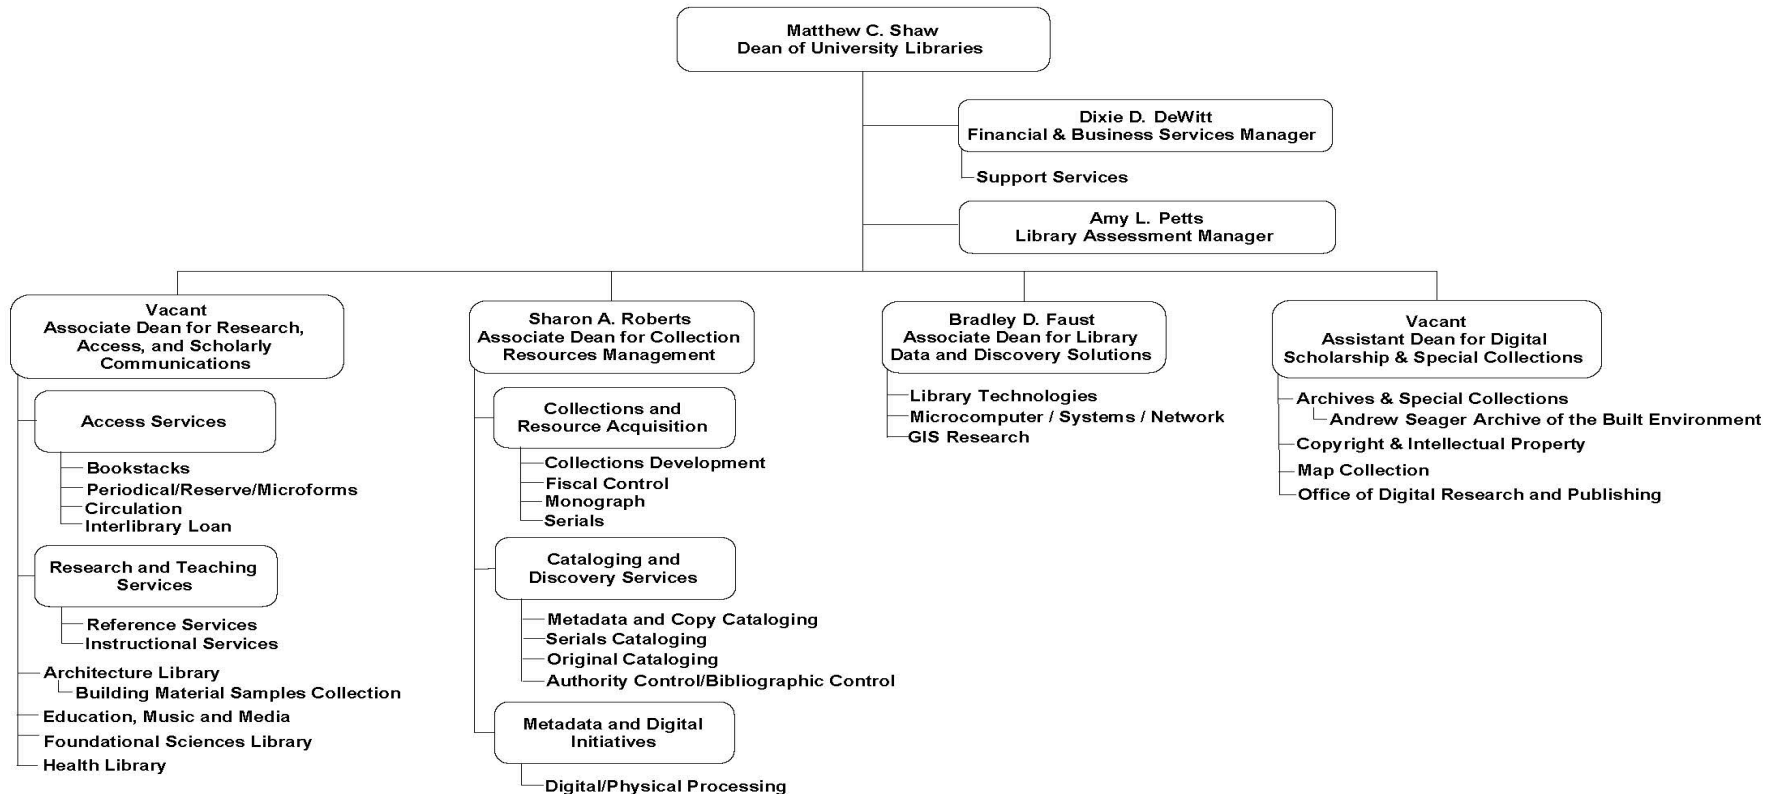 Matthew C. Shaw
Dean of University Libraries
Dixie D. DeWitt
Financial & Business Services Manager
Support Services
Amy L. Petts
Library Assessment Manager
Vacant
Associate Dean for Research,
Access, and Scholarly
Communications
Access Services
Bookstacks
Periodical/Reserve/Microforms
Circulation
Interlibrary Loan
Research and Teaching
Services
Reference Services
Instructional Services
Architecture Library
Building Material Samples Collection
Education, Music and Media
Foundational Sciences Library
Health Library
Sharon A. Roberts
Associate Dean for Collection
Resources Management
Collections and
Resource Acquisition
Collections Development
Fiscal Control
Monograph
Serials
Cataloging and
Discovery Services
Metadata and Copy Cataloging
Serials Cataloging
Original Cataloging
Authority Control/Bibliographic Control
Metadata and Digital
Initiatives
Digital/Physical Processing
Bradley D. Faust
Associate Dean for Library
Data and Discovery Solutions
Library Technologies
Microcomputer / Systems / Network
GIS Research
Vacant
Assistant Dean for Digital
Scholarship & Special Collections
Archives & Special Collections
Andrew Seager Archive of the Built Environment
Copyright & Intellectual Property
Map Collection
Office of Digital Research and Publishing